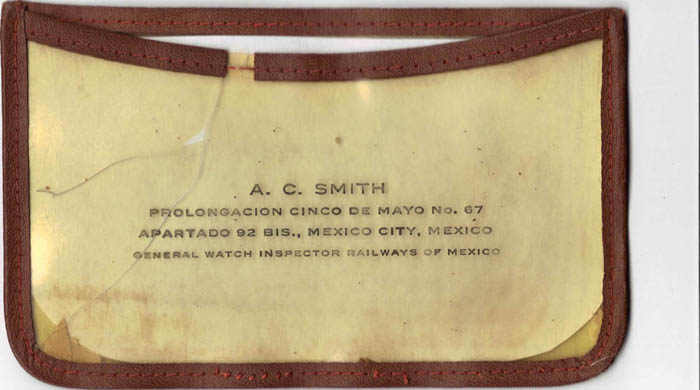 A. C. SMITH
PROLONGACION CINCO DE MAYO No. 67
APARTADO 92 BIS., MEXICO CITY, MEXICO
GENERAL WATCH INSPECTOR RAILWAYS OF MEXICO